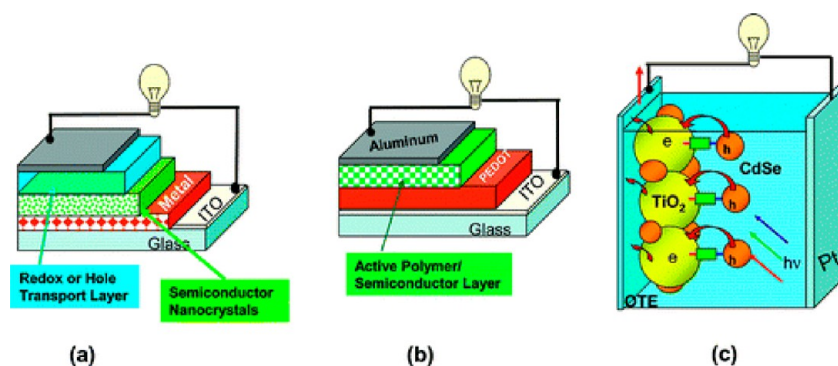 Metal
ITO
Glass
Redox or Hole
Transport Layer
Semiconductor
Nanocrystals
(a)
Aluminum
PEDOT
ITO
Glass
Active Polymer/
Semiconductor Layer
(b)
e
h
CdSe
TiO2
h
e
h
hν
OTE
Pt
(c)